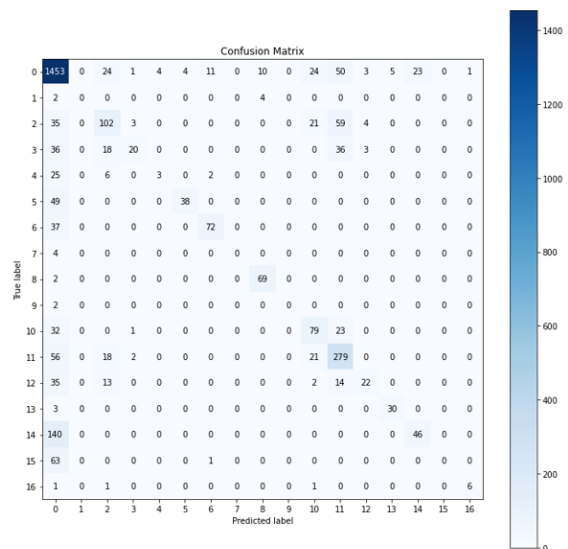 Confusion Matrix
0 1453 0 24 1 4 4 11 0 10 0 24 50 3 5 23 0 1
1 2 0 0 0 0 0 0 0 4 0 0 0 0 0 0 0 0
2 35 0 102 3 0 0 0 0 0 0 21 59 4 0 0 0 0
3 36 0 18 20 0 0 0 0 0 0 0 36 3 0 0 0 0
4 25 0 6 0 3 0 2 0 0 0 0 0 0 0 0 0 0
5 49 0 0 0 0 38 0 0 0 0 0 0 0 0 0 0 0
6 37 0 0 0 0 0 72 0 0 0 0 0 0 0 0 0 0
7 4 0 0 0 0 0 0 0 0 0 0 0 0 0 0 0 0
8 2 0 0 0 0 0 0 0 69 0 0 0 0 0 0 0 0
9 2 0 0 0 0 0 0 0 0 0 0 0 0 0 0 0 0
10 32 0 0 1 0 0 0 0 0 0 79 23 0 0 0 0 0
11 56 0 18 2 0 0 0 0 0 0 21 279 0 0 0 0 0
12 35 0 13 0 0 0 0 0 0 0 2 14 22 0 0 0 0
13 3 0 0 0 0 0 0 0 0 0 0 0 0 30 0 0 0
14 140 0 0 0 0 0 0 0 0 0 0 0 0 0 46 0 0
15 63 0 0 0 0 0 1 0 0 0 0 0 0 0 0 0 0
16 1 0 1 0 0 0 0 0 0 0 1 0 0 0 0 0 6
0 1 2 3 4 5 6 7 8 9 10 11 12 13 14 15 16
True label
Predicted label
1400
1200
1000
800
600
400
200
0